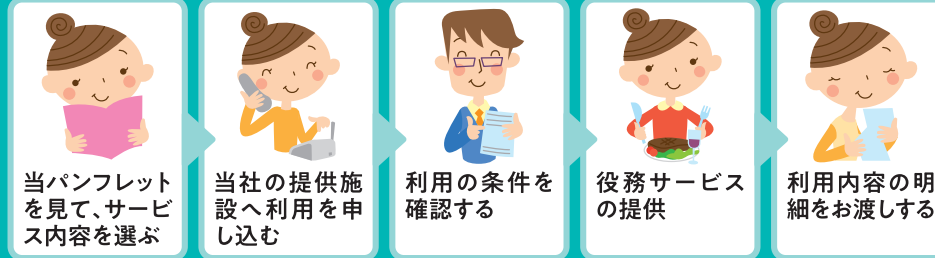 当パンフレット
を見て、サービ
ス内容を選ぶ
当社の提供施
設へ利用を申
し込む
利用の条件を
確認する
役務サービス
の提供
利用内容の明
細をお渡しする